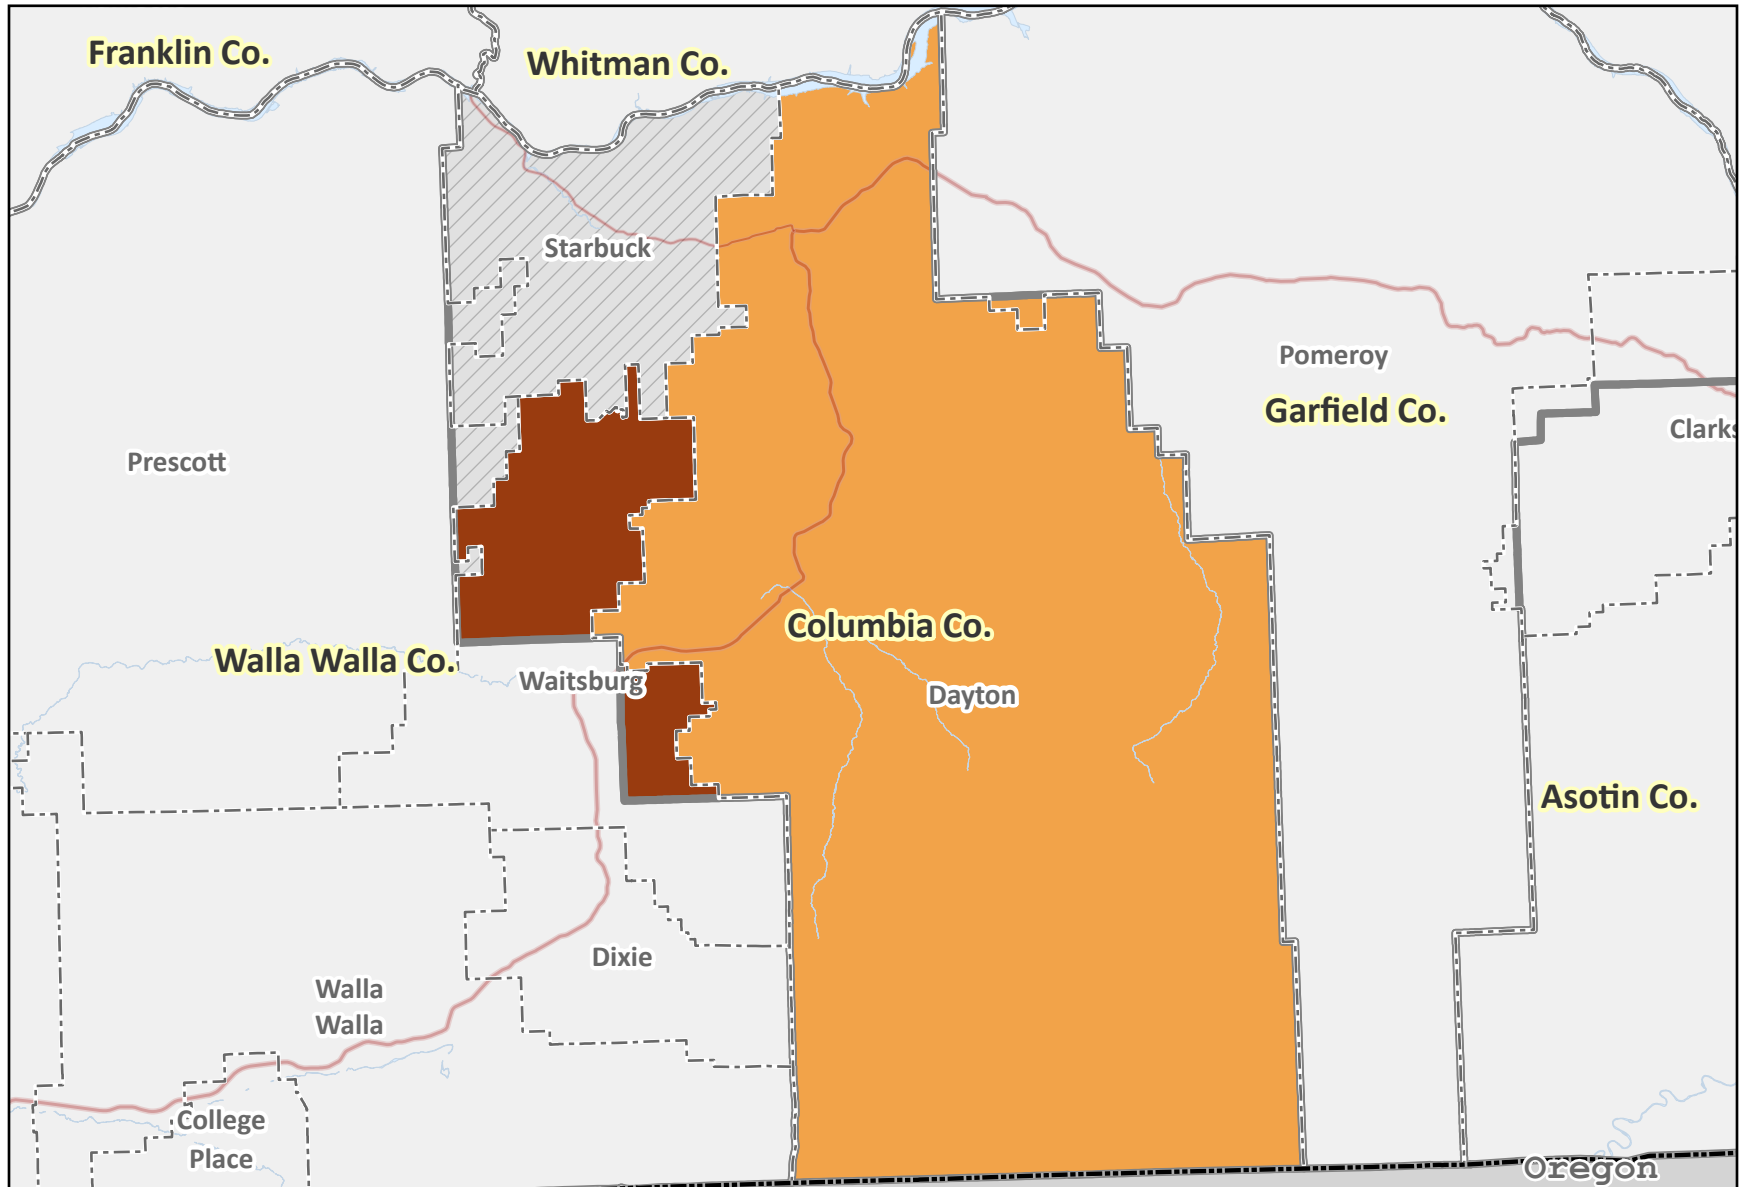 Franklin Co.
Whitman Co.
Starbuck
Pomeroy
Garfield Co.
Clarks
Prescott
Columbia Co.
Walla Walla Co.
Waitsburg
Dayton
Asotin Co.
Dixie
Walla
Walla
College
Place
Oregon